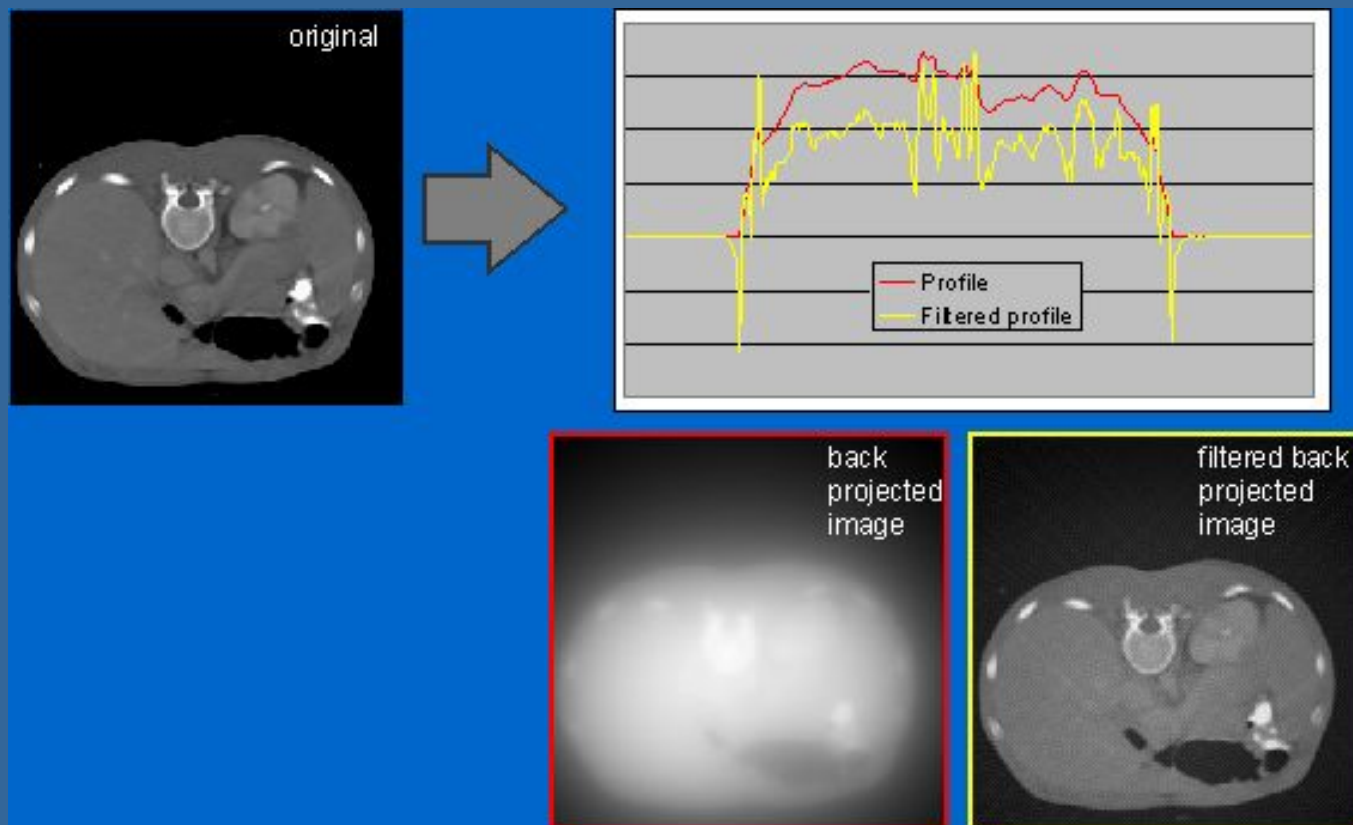 original
Profile
Filtered profile
back
projected
image
filtered back
projected
image